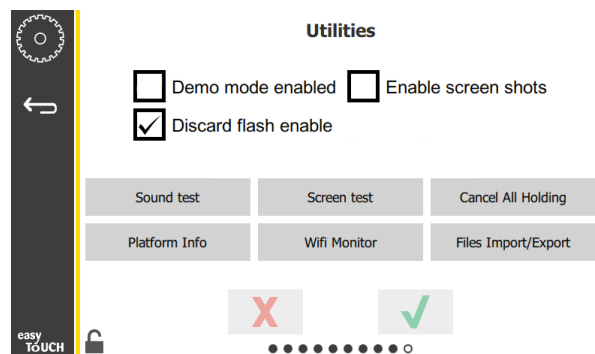 Utilities
Demo mode enabled Enable screen shots
Discard flash enable
Sound test Screen test Cancel All Holding
Platform Info Wifi Monitor Files Import/Export
easy
TOUCH